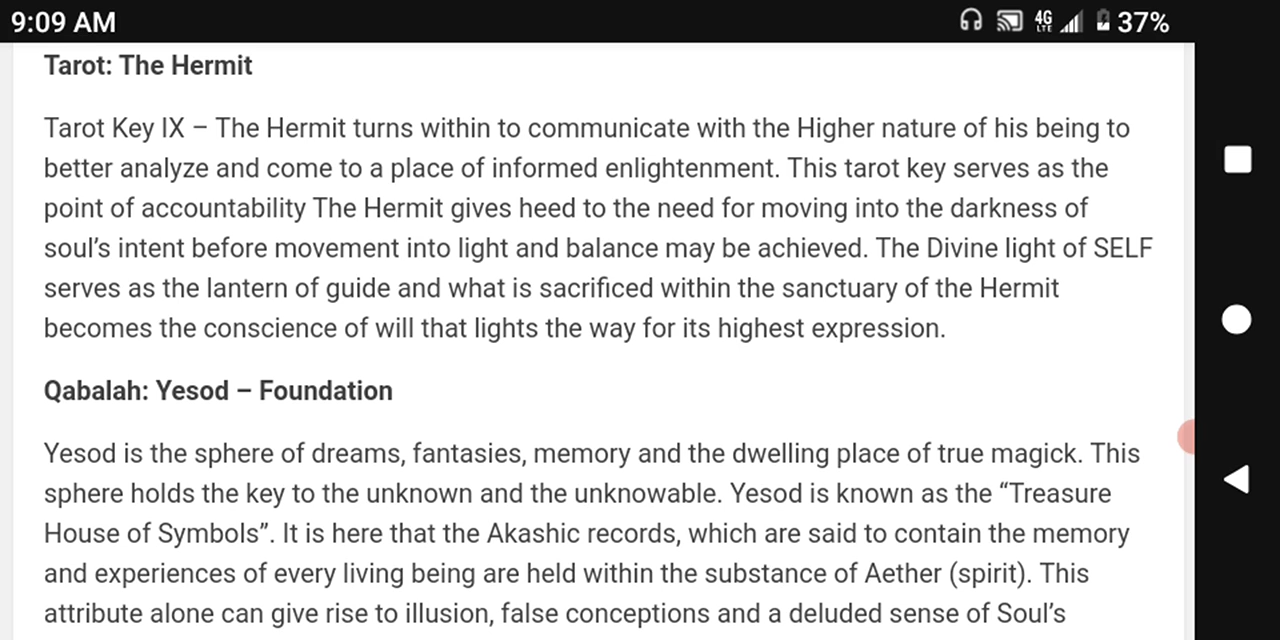 9:09 AM 4G LTE 37%
Tarot: The Hermit
Tarot Key IX – The Hermit turns within to communicate with the Higher nature of his being to
better analyze and come to a place of informed enlightenment. This tarot key serves as the
point of accountability The Hermit gives heed to the need for moving into the darkness of
soul’s intent before movement into light and balance may be achieved. The Divine light of SELF
serves as the lantern of guide and what is sacrificed within the sanctuary of the Hermit
becomes the conscience of will that lights the way for its highest expression.
Qabalah: Yesod – Foundation
Yesod is the sphere of dreams, fantasies, memory and the dwelling place of true magick. This
sphere holds the key to the unknown and the unknowable. Yesod is known as the “Treasure
House of Symbols”. It is here that the Akashic records, which are said to contain the memory
and experiences of every living being are held within the substance of Aether (spirit). This
attribute alone can give rise to illusion, false conceptions and a deluded sense of Soul’s